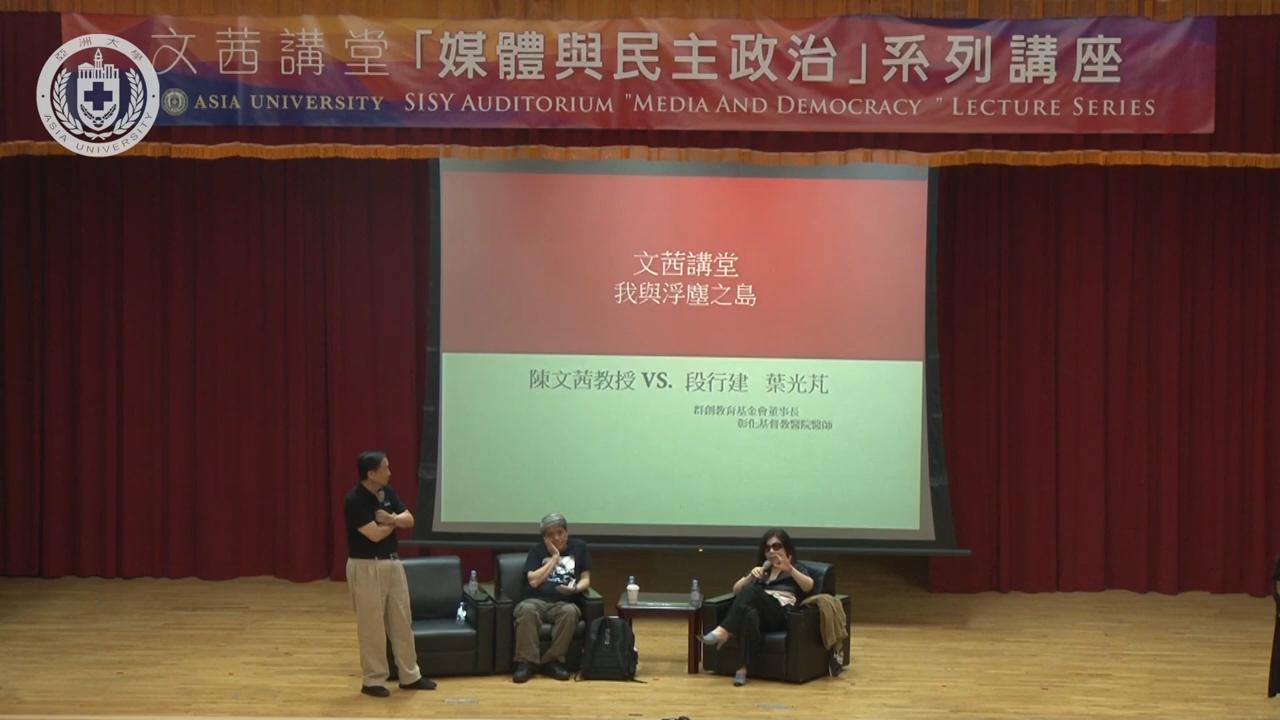 亞洲大學
ASIA UNIVERSITY
文茜講堂「媒體與民主政治」系列講座
ASIA UNIVERSITY SISY AUDITORIUM "MEDIA AND DEMOCRACY " LECTURE SERIES
文茜講堂
我與浮塵之島
陳文茜教授 VS. 段行建 葉光芃
群創教育基金會董事長
彰化基督教醫院醫師